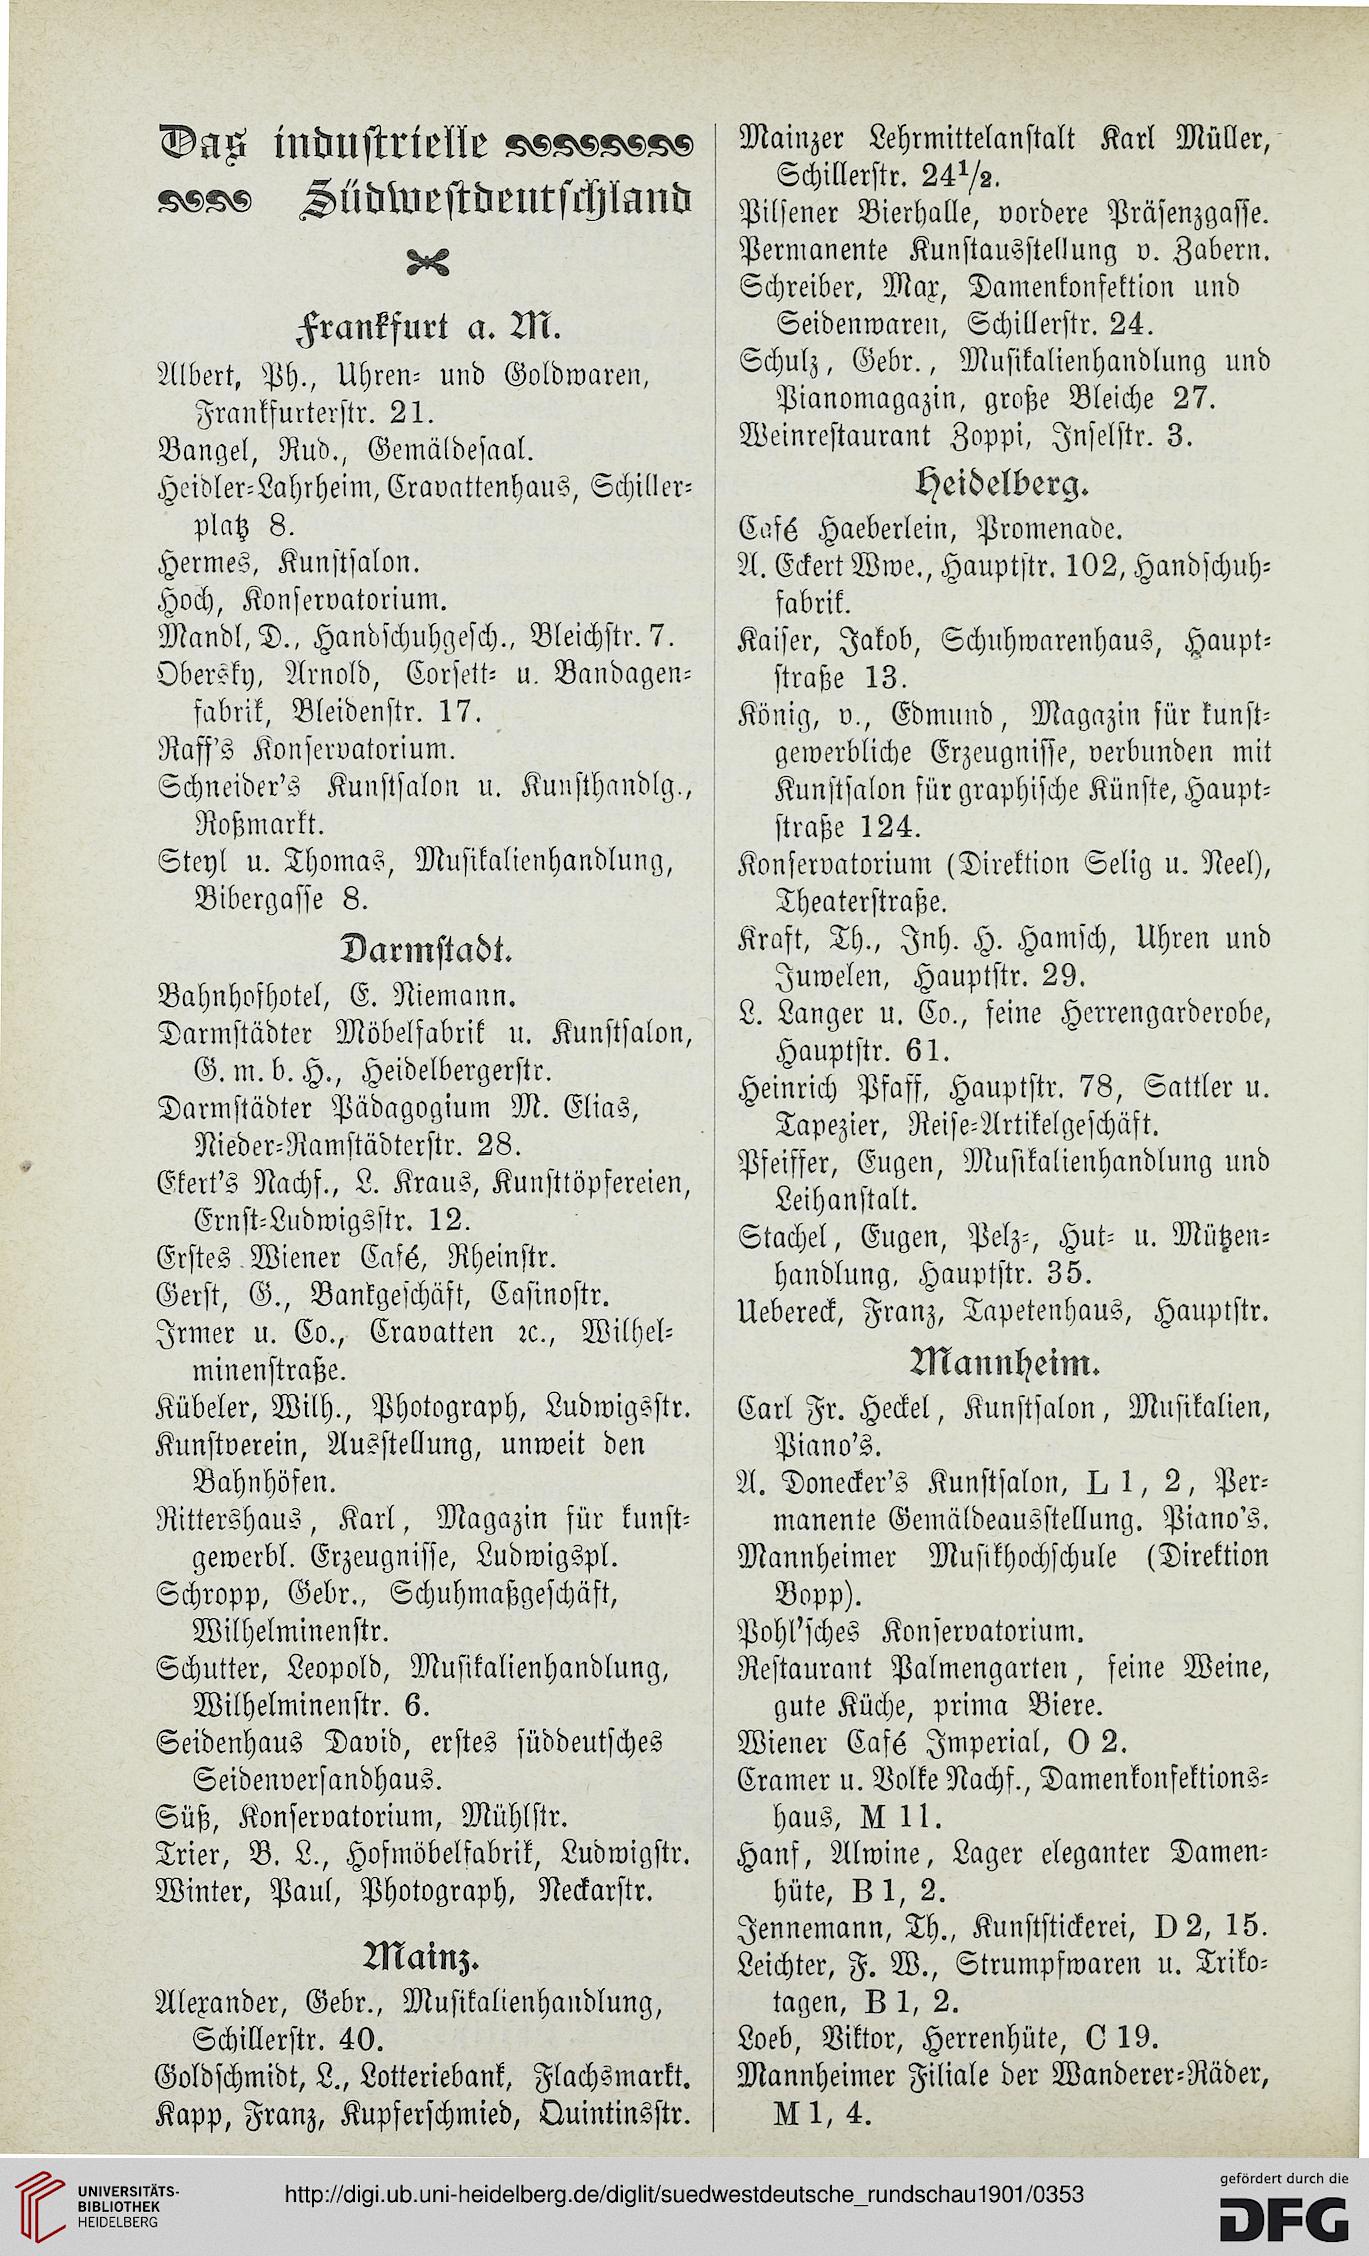 Das industrielle
Südwestdeutschland
Frankfurt a. M.
Albert, Ph., Uhren- und Goldwaren,
Frankfurterstr. 21.
Bangel, Rud., Gemäldesaal.
Heidler-Lahrheim, Cravattenhaus, Schiller-
platz 8.
Hermes, Kunstsalon.
Hoch, Konservatorium.
Mandl, D., Handschuhgesch., Bleichstr. 7.
Obersky, Arnold, Corsett- u. Bandagen-
fabrik, Bleidenstr. 17.
Raff's Konservatorium.
Schneider's Kunstsalon u. Kunsthandlg.,
Roßmarkt.
Steyl u. Thomas, Musikalienhandlung,
Bibergasse 8.
Darmstadt.
Bahnhofhotel, E. Niemann.
Darmstädter Möbelfabrik u. Kunstsalon,
G. m. b. H., Heidelbergerstr.
Darmstädter Pädagogium M. Elias,
Nieder-Ramstädterstr. 28.
Ekert's Nachf., L. Kraus, Kunsttöpfereien,
Ernst-Ludwigsstr. 12.
Erstes Wiener Café, Rheinstr.
Gerst, G., Bankgeschäft, Casinostr.
Irmer u. Co., Cravatten ꝛc., Wilhel-
minenstraße.
Kübeler, Wilh., Photograph, Ludwigsstr.
Kunstverein, Ausstellung, unweit den
Bahnhöfen.
Rittershaus, Karl, Magazin für kunst-
gewerbl. Erzeugnisse, Ludwigspl.
Schropp, Gebr., Schuhmaßgeschäft,
Wilhelminenstr.
Schutter, Leopold, Musikalienhandlung,
Wilhelminenstr. 6.
Seidenhaus David, erstes süddeutsches
Seidenversandhaus.
Süß, Konservatorium, Mühlstr.
Trier, B. L., Hofmöbelfabrik, Ludwigstr.
Winter, Paul, Photograph, Neckarstr.
Mainz.
Alexander, Gebr., Musikalienhandlung,
Schillerstr. 40.
Goldschmidt, L., Lotteriebank, Flachsmarkt.
Kapp, Franz, Kupferschmied, Quintinsstr.
Mainzer Lehrmittelanstalt Karl Müller,
Schillerstr. 24¹/₂.
Pilsener Bierhalle, vordere Präsenzgasse.
Permanente Kunstausstellung v. Zabern.
Schreiber, Max, Damenkonfektion und
Seidenwaren, Schillerstr. 24.
Schulz, Gebr., Musikalienhandlung und
Pianomagazin, große Bleiche 27.
Weinrestaurant Zoppi, Inselstr. 3.
Heidelberg.
Café Haeberlein, Promenade.
A. Eckert Wwe., Hauptstr. 102, Handschuh-
fabrik.
Kaiser, Jakob, Schuhwarenhaus, Haupt-
straße 13.
König, v., Edmund, Magazin für kunst-
gewerbliche Erzeugnisse, verbunden mit
Kunstsalon für graphische Künste, Haupt-
straße 124.
Konservatorium (Direktion Selig u. Neel),
Theaterstraße.
Kraft, Th., Inh. H. Hamsch, Uhren und
Juwelen, Hauptstr. 29.
L. Langer u. Co., feine Herrengarderobe,
Hauptstr. 61.
Heinrich Pfaff, Hauptstr. 78, Sattler u.
Tapezier, Reise-Artikelgeschäft.
Pfeiffer, Eugen, Musikalienhandlung und
Leihanstalt.
Stachel, Eugen, Pelz-, Hut- u. Mützen-
handlung, Hauptstr. 35.
Uebereck, Franz, Tapetenhaus, Hauptstr.
Mannheim.
Carl Fr. Heckel, Kunstsalon, Musikalien,
Piano's.
A. Donecker's Kunstsalon, L 1, 2, Per-
manente Gemäldeausstellung. Piano's.
Mannheimer Musikhochschule (Direktion
Bopp).
Pohl'sches Konservatorium.
Restaurant Palmengarten, feine Weine,
gute Küche, prima Biere.
Wiener Café Imperial, O 2.
Cramer u. Volke Nachf., Damenkonfektions-
haus, M 11.
Hanf, Alwine, Lager eleganter Damen-
hüte, B 1, 2.
Jennemann, Th., Kunststickerei, D 2, 15.
Leichter, F. W., Strumpfwaren u. Triko-
tagen, B 1, 2.
Loeb, Viktor, Herrenhüte, C 19.
Mannheimer Filiale der Wanderer-Räder,
M 1, 4.
UNIVERSITÄTS-
BIBLIOTHEK
HEIDELBERG
http://digi.ub.uni-heidelberg.de/diglit/suedwestdeutsche_rundschau1901/0353
gefördert durch die
DFG